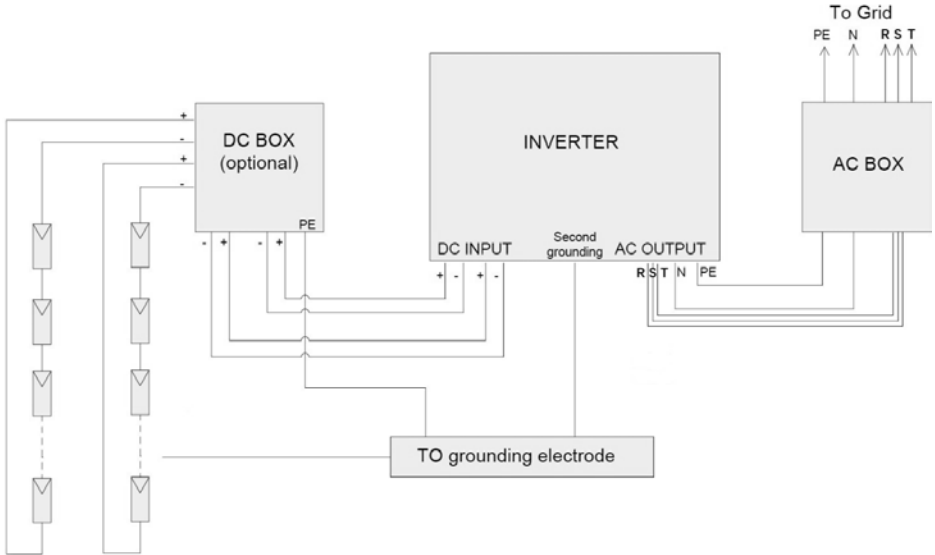 To Grid
PE N R S T
+
-
+
-
DC BOX
(optional)
PE
- + - +
INVERTER
DC INPUT
Second
grounding
AC OUTPUT
+ - + -
R S T N PE
AC BOX
TO grounding electrode